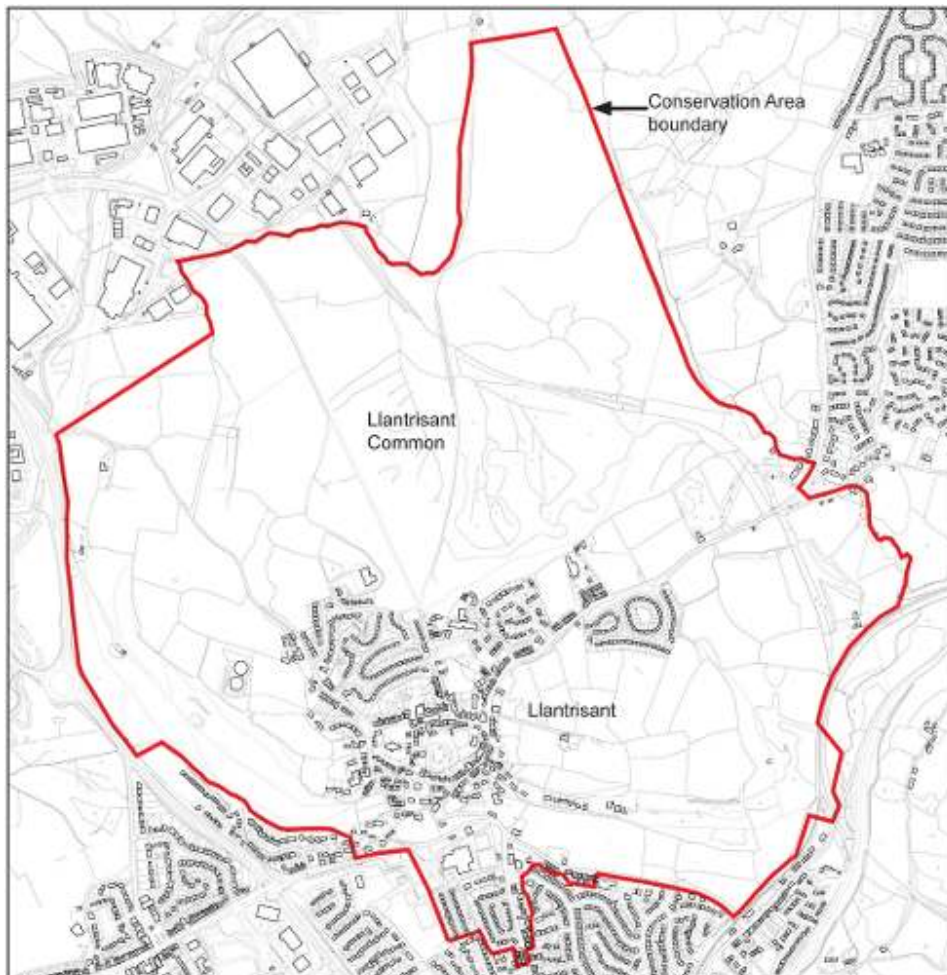 Conservation Area
boundary
Llantrisant
Common
Llantrisant